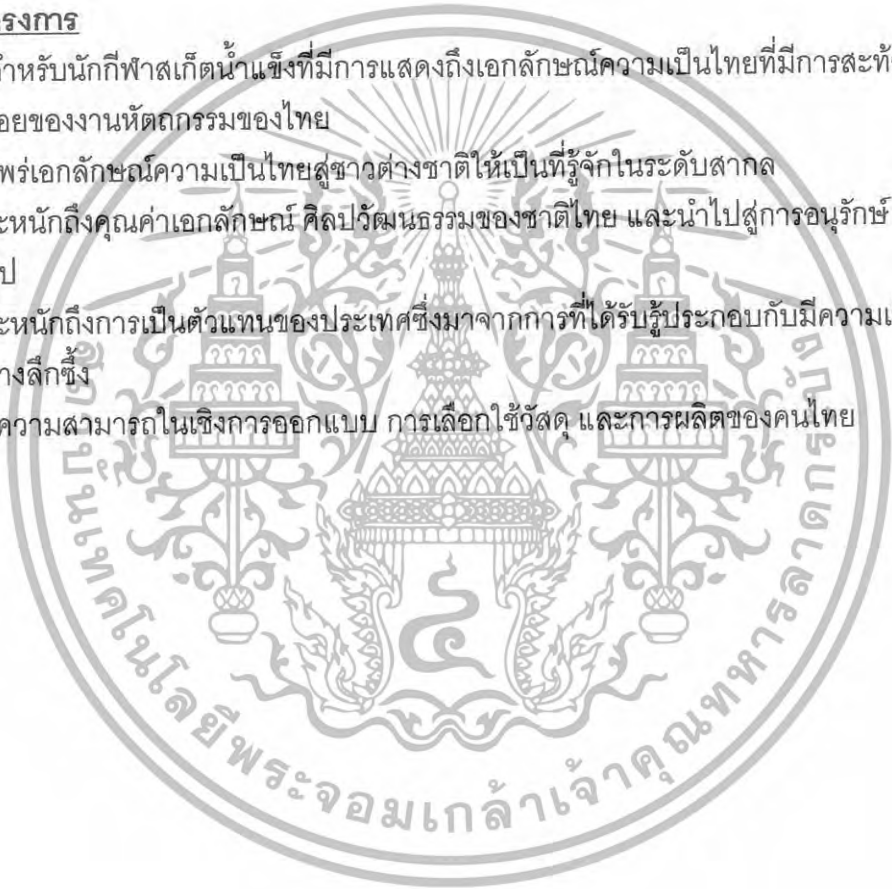 ครงการ
ำหรับนักกีฬาสเก็ตน้ำแข็งที่มีการแสดงถึงเอกลักษณ์ความเป็นไทยที่มีการสะท้
อยของงานหัตถกรรมของไทย
พร่เอกลักษณ์ความเป็นไทยสู่ชาวต่างชาติให้เป็นที่รู้จักในระดับสากล
ะหนักถึงคุณค่าเอกลักษณ์ ศิลปวัฒนธรรมของชาติไทย และนำไปสู่การอนุรักษ์
ป
ะหนักถึงการเป็นตัวแทนของประเทศซึ่งมาจากการที่ได้รับรู้ประกอบกับมีความเ
างลึกซึ้ง
ความสามารถในเชิงการออกแบบ การเลือกใช้วัสดุ และการผลิตของคนไทย
สถาบันเทคโนโลยีพระจอมเกล้าเจ้าคุณทหารลาดกระบัง
๔